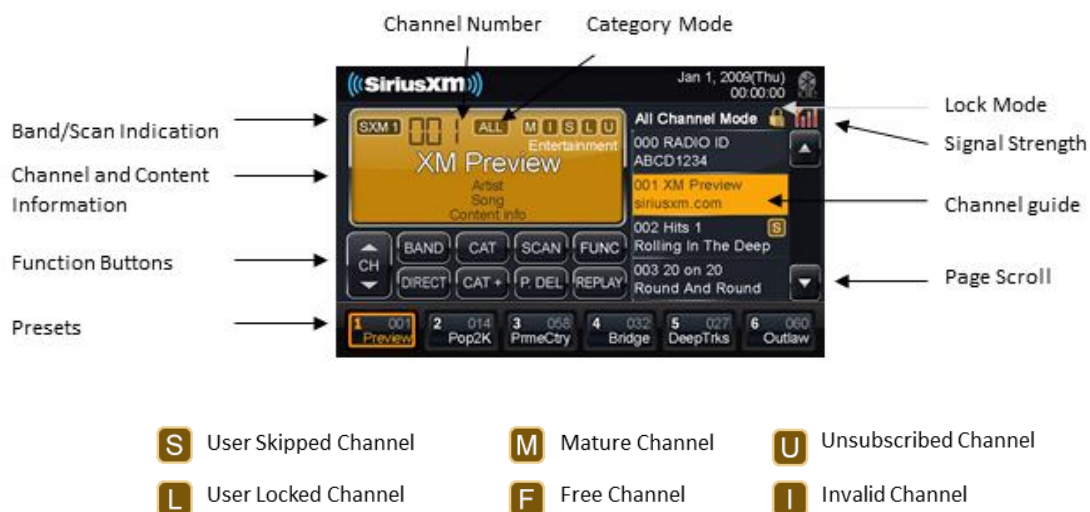 Channel Number
Category Mode
((SiriusXM))
Jan 1, 2009(Thu)
00:00:00
Lock Mode
Band/Scan Indication
SXM 1
001
ALL
M I S L U
Entertainment
All Channel Mode
Signal Strength
000 RADIO ID
ABCD1234
Channel and Content
Information
XM Preview
Artist
Song
Content info
001 XM Preview
siriusxm.com
Channel guide
002 Hits 1
S
Rolling In The Deep
Function Buttons
CH
BAND
CAT
SCAN
FUNC
DIRECT
CAT +
P. DEL
REPLAY
003 20 on 20
Round And Round
Page Scroll
Presets
1 001
Preview
2 014
Pop2K
3 058
PrmeCtry
4 032
Bridge
5 027
DeepTrks
6 060
Outlaw
S User Skipped Channel
M Mature Channel
U Unsubscribed Channel
L User Locked Channel
F Free Channel
I Invalid Channel